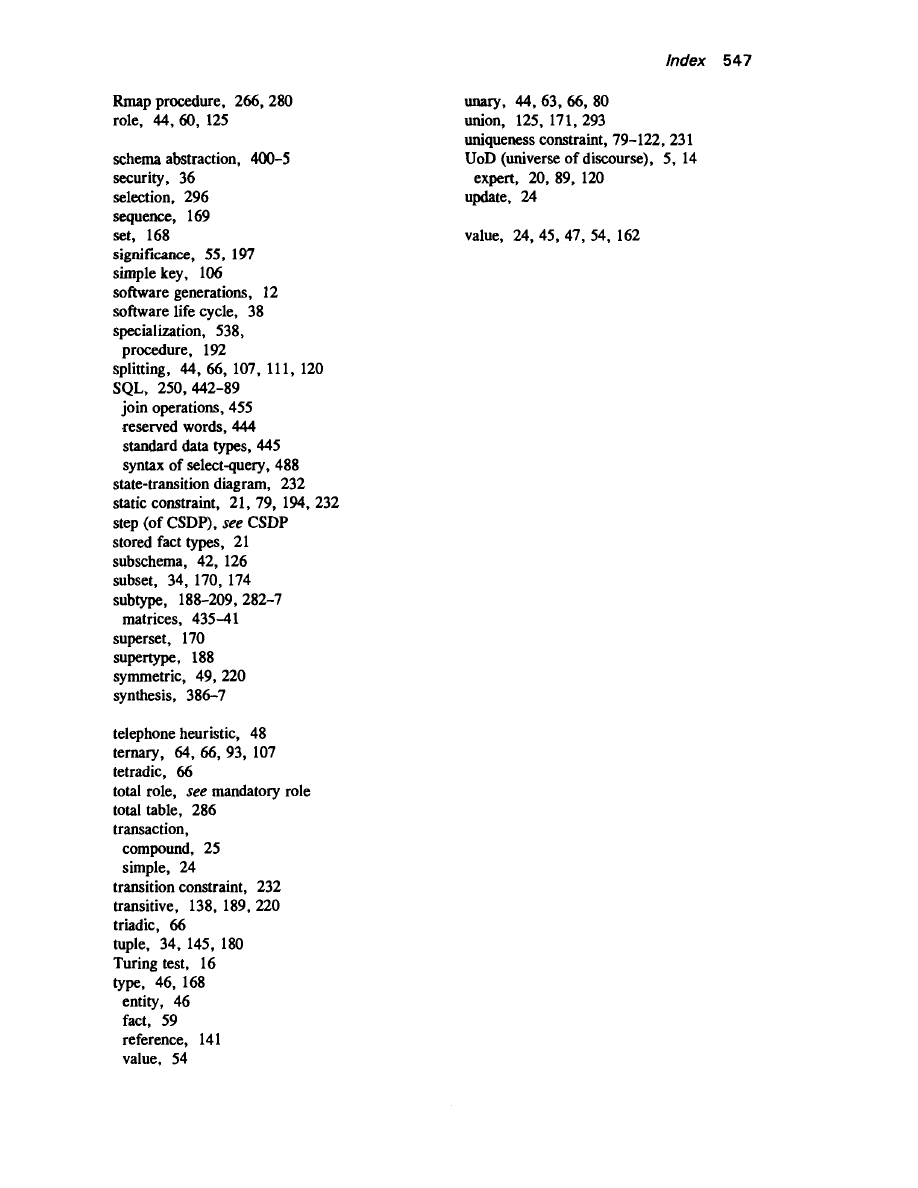 Index 547
Rmap procedure, 266, 280
role, 44, 60, 125
schema abstraction, 400-5
security, 36
selection, 296
sequence, 169
set, 168
significance, 55, 197
simple key, 106
software generations, 12
software life cycle, 38
specialization, 538,
procedure, 192
splitting, 44, 66, 107, 111, 120
SQL, 250, 442-89
join operations, 455
reserved words, 444
standard data types, 445
syntax of select-query, 488
state-transition diagram, 232
static constraint, 21, 79, 194, 232
step (of CSDP), see CSDP
stored fact types, 21
subschema, 42, 126
subset, 34, 170, 174
subtype, 188-209, 282-7
matrices, 435-41
superset, 170
supertype, 188
symmetric, 49, 220
synthesis, 386-7
telephone heuristic, 48
ternary, 64, 66, 93, 107
tetradic, 66
total role, see mandatory role
total table, 286
transaction,
compound, 25
simple, 24
transition constraint, 232
transitive, 138, 189, 220
triadic, 66
tuple, 34, 145, 180
Turing test, 16
type, 46, 168
entity, 46
fact, 59
reference, 141
value, 54
unary, 44, 63, 66, 80
union, 125, 171, 293
uniqueness constraint, 79-122, 231
UoD (universe of discourse), 5, 14
expert, 20, 89, 120
update, 24
value, 24, 45, 47, 54, 162